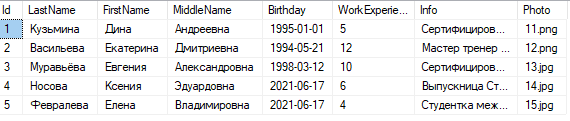 Id LastName FirstName MiddleName Birthday WorkExperie... Info Photo
1 Кузьмина Дина Андреевна 1995-01-01 5 Сертифициров... 11.png
2 Васильева Екатерина Дмитриевна 1994-05-21 12 Мастер тренер ... 12.png
3 Муравьёва Евгения Александровна 1998-03-12 10 Сертифициров... 13.jpg
4 Носова Ксения Эдуардовна 2021-06-17 6 Выпускница Ст... 14.jpg
5 Февралева Елена Владимировна 2021-06-17 4 Студентка меж... 15.jpg